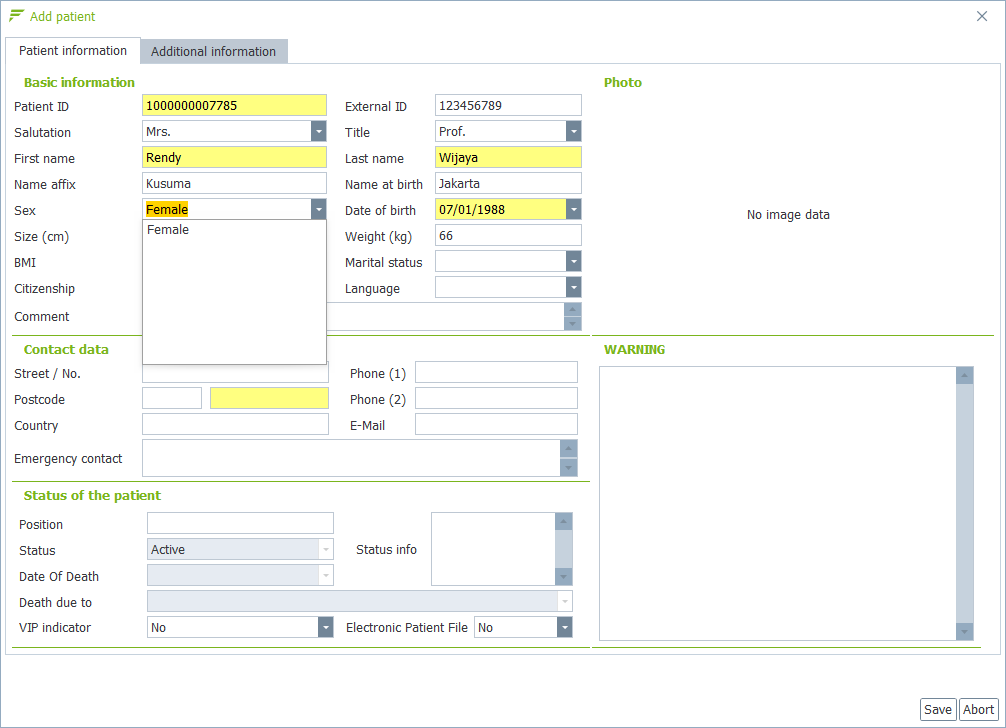 Add patient
Patient information Additional information
Basic information Photo
Patient ID 1000000007785 External ID 123456789
Salutation Mrs. Title Prof.
First name Rendy Last name Wijaya
Name affix Kusuma Name at birth Jakarta
Sex Female Date of birth 07/01/1988
No image data
Female
Size (cm) Weight (kg) 66
BMI Marital status
Citizenship Language
Comment
Contact data WARNING
Street / No. Phone (1)
Postcode Phone (2)
Country E-Mail
Emergency contact
Status of the patient
Position
Status Active Status info
Date Of Death
Death due to
VIP indicator No Electronic Patient File No
Save Abort